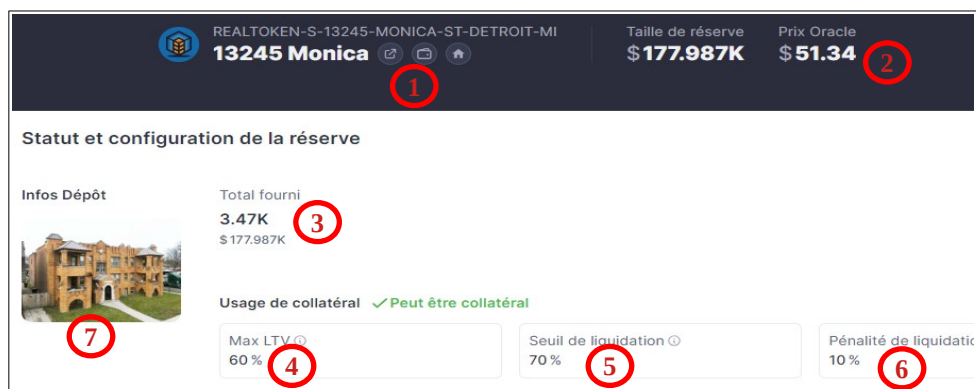 REALTOKEN-S-13245-MONICA-ST-DETROIT-MI
13245 Monica
1
Taille de réserve
$177.987K
Prix Oracle
$51.34
2
Statut et configuration de la réserve
Infos Dépôt
7
Total fourni
3.47K
$177.987K
3
Usage de collatéral ✓ Peut être collatéral
Max LTV
60 %
4
Seuil de liquidation
70 %
5
Pénalité de liquidatio
10 %
6